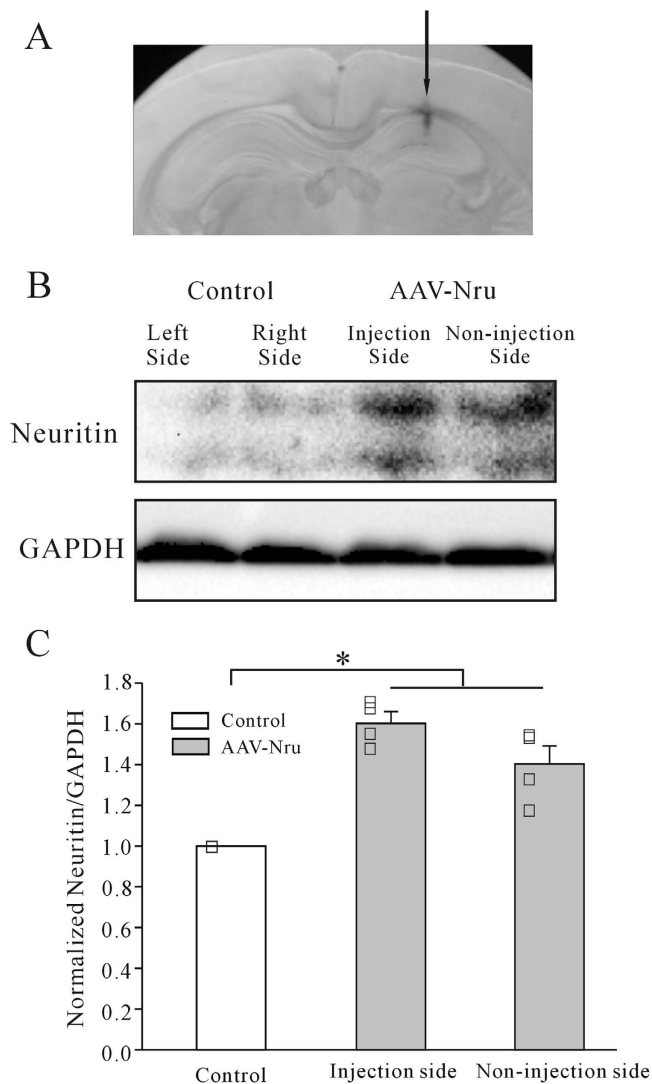 A
B
Control AAV-Nru
Left Side Right Side Injection Side Non-injection Side
Neuritin
GAPDH
C
*
Normalized Neuritin/GAPDH
1.8
1.6
1.4
1.2
1.0
0.8
0.6
0.4
0.2
0.0
Control
AAV-Nru
Control Injection side Non-injection side